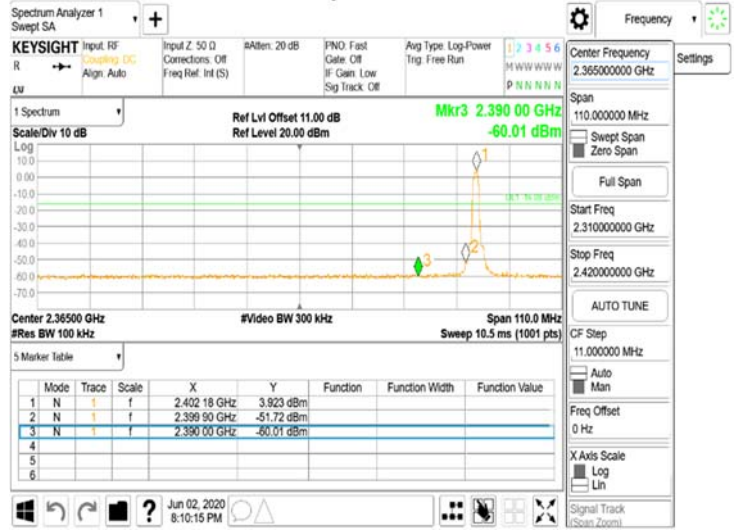 Spectrum Analyzer 1
Swept SA
Frequency
Settings
KEYSIGHT
R
Input: RF
Coupling: DC
Align: Auto
Input Z: 50 Ω
Corrections: Off
Freq Ref: Int (S)
#Atten: 20 dB
PNO: Fast
Gate: Off
IF Gain: Low
Sig Track: Off
Avg Type: Log-Power
Trig: Free Run
1 2 3 4 5 6
M W W W W W
P N N N N N
1 Spectrum
Scale/Div 10 dB
Ref Lvl Offset 11.00 dB
Ref Level 20.00 dBm
Mkr3 2.390 00 GHz
-60.01 dBm
Log
10.0
0.00
-10.0
-20.0
-30.0
-40.0
-50.0
-60.0
-70.0
1
2
3
Center 2.36500 GHz
#Res BW 100 kHz
#Video BW 300 kHz
Span 110.0 MHz
Sweep 10.5 ms (1001 pts)
5 Marker Table
Mode Trace Scale X Y Function Function Width Function Value
1 N 1 f 2.402 18 GHz 3.923 dBm
2 N 1 f 2.399 90 GHz -51.72 dBm
3 N 1 f 2.390 00 GHz -60.01 dBm
4
5
6
Jun 02, 2020
8:10:15 PM
Center Frequency
2.365000000 GHz
Span
110.000000 MHz
Swept Span
Zero Span
Full Span
Start Freq
2.310000000 GHz
Stop Freq
2.420000000 GHz
AUTO TUNE
CF Step
11.000000 MHz
Auto
Man
Freq Offset
0 Hz
X Axis Scale
Log
Lin
Signal Track
(Span Zoom)